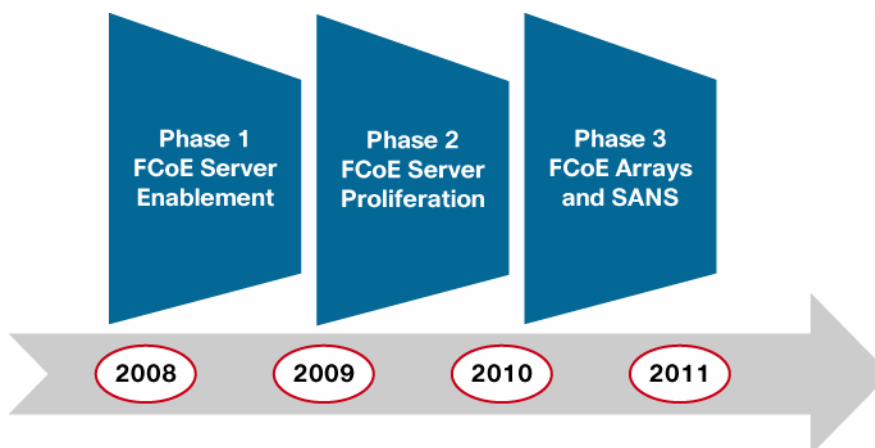 Phase 1
FCoE Server
Enablement
Phase 2
FCoE Server
Proliferation
Phase 3
FCoE Arrays
and SANS
2008
2009
2010
2011